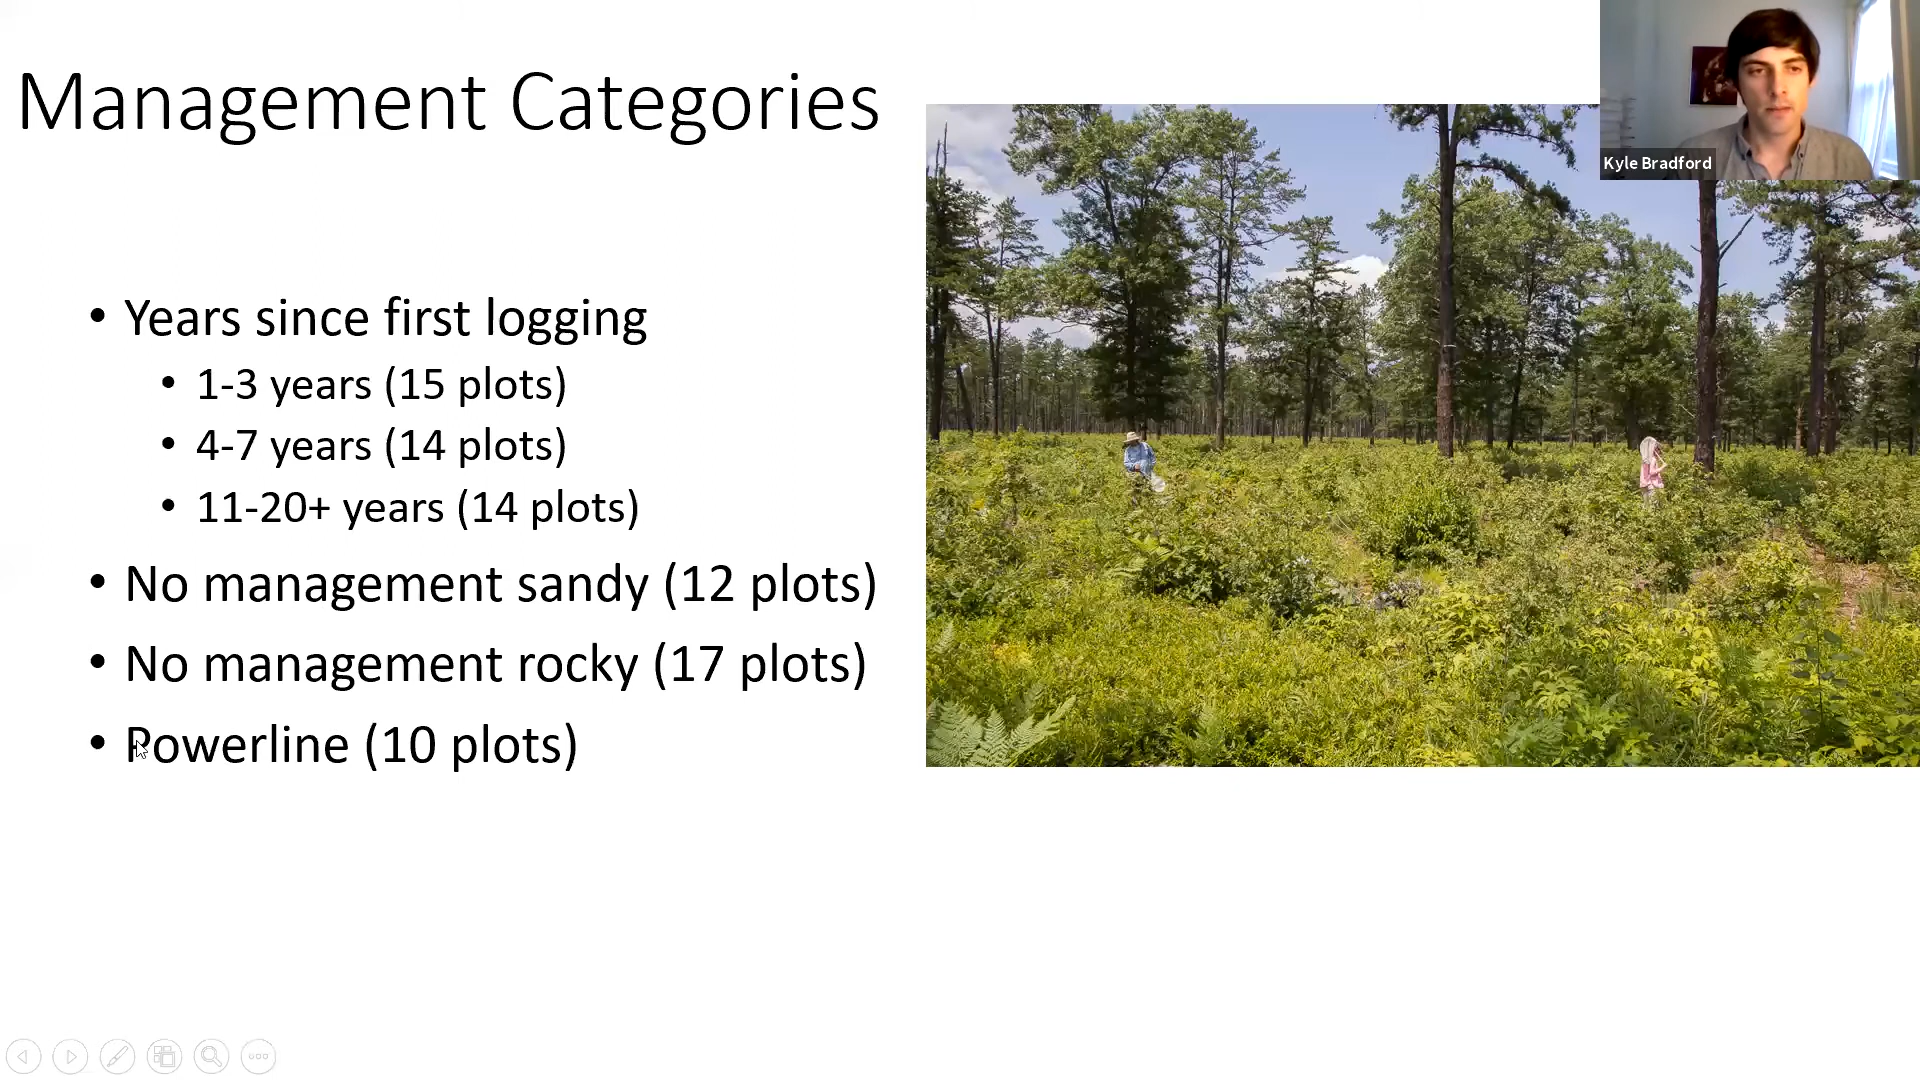 Management Categories
Kyle Bradford
• Years since first logging
• 1-3 years (15 plots)
• 4-7 years (14 plots)
• 11-20+ years (14 plots)
• No management sandy (12 plots)
• No management rocky (17 plots)
• Powerline (10 plots)